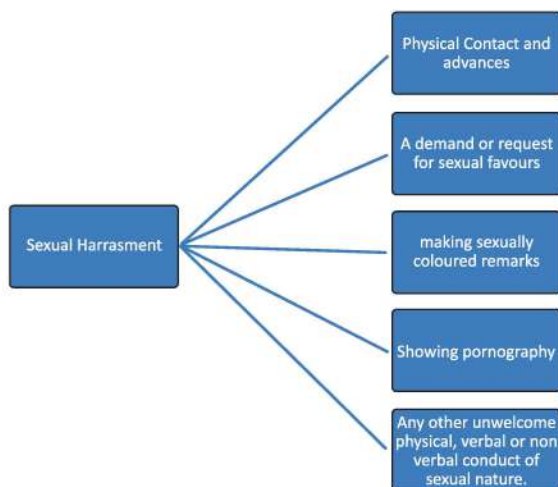 Physical Contact and
advances
A demand or request
for sexual favours
Sexual Harrasment
making sexually
coloured remarks
Showing pornography
Any other unwelcome
physical, verbal or non
verbal conduct of
sexual nature.